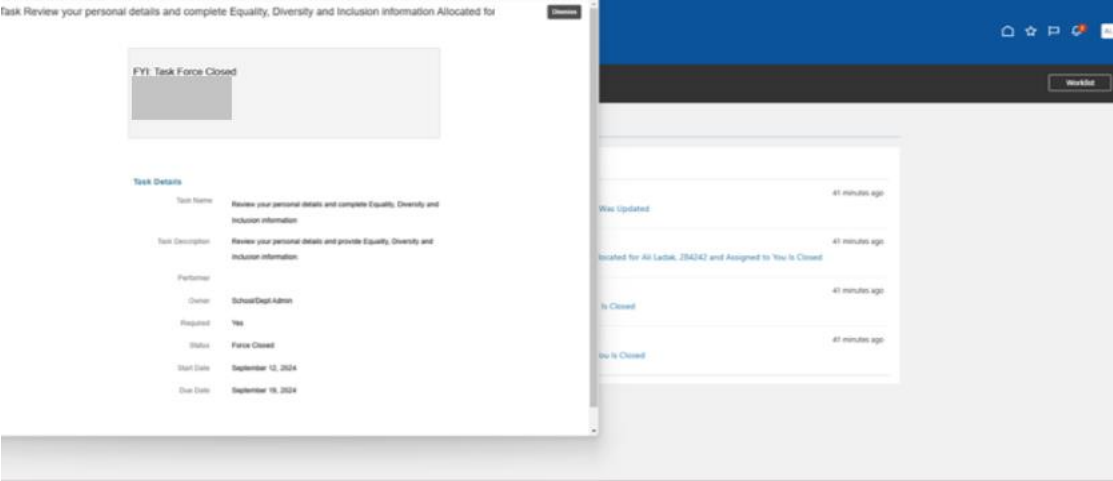 Task Review your personal details and complete Equality, Diversity and Inclusion information Allocated for
Dismiss
FYI: Task Force Closed
Task Details
Task Name Review your personal details and complete Equality, Diversity and
Inclusion information
Task Description Review your personal details and provide Equality, Diversity and
Inclusion information
Performer
Owner School/Dept Admin
Required Yes
Status Force Closed
Start Date September 12, 2024
Due Date September 19, 2024
Worklist
41 minutes ago
Was Updated
41 minutes ago
located for Ali Ladak, 284242 and Assigned to You Is Closed
41 minutes ago
Is Closed
41 minutes ago
ou Is Closed